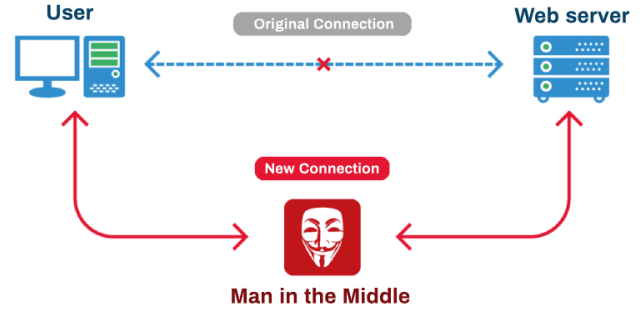 User
Original Connection
Web server
New Connection
Man in the Middle